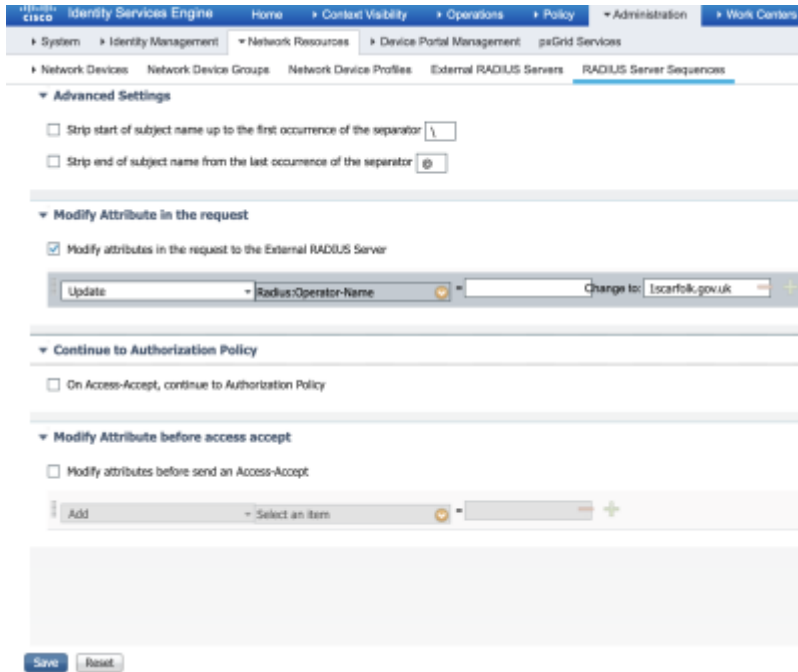 CISCO Identity Services Engine Home Context Visibility Operations Policy Administration Work Centers
System Identity Management Network Resources Device Portal Management pxGrid Services
Network Devices Network Device Groups Network Device Profiles External RADIUS Servers RADIUS Server Sequences
Advanced Settings
Strip start of subject name up to the first occurrence of the separator \
Strip end of subject name from the last occurrence of the separator @
Modify Attribute in the request
Modify attributes in the request to the External RADIUS Server
Update Radius:Operator-Name = Change to: 1scarfolk.gov.uk
Continue to Authorization Policy
On Access-Accept, continue to Authorization Policy
Modify Attribute before access accept
Modify attributes before send an Access-Accept
Add Select an item =
Save Reset